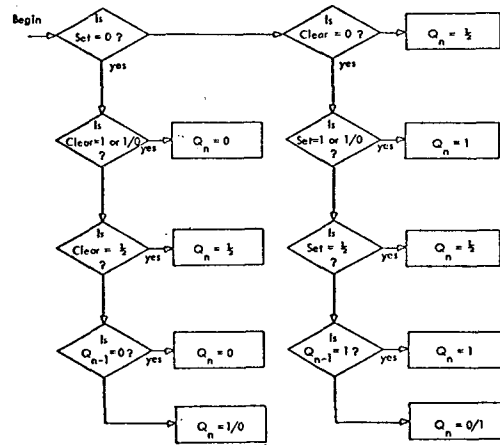 Begin
Is
Set = 0 ?
yes
Is
Clear = 0 ?
yes
Q_n = ½
Is
Clear=1 or 1/0
?
yes
Q_n = 0
Is
Set=1 or 1/0
?
yes
Q_n = 1
Is
Clear = ½
?
yes
Q_n = ½
Is
Set = ½
?
yes
Q_n = ½
Is
Q_n-1 = 0 ?
yes
Q_n = 0
Is
Q_n-1 = 1 ?
yes
Q_n = 1
Q_n = 1/0
Q_n = 0/1